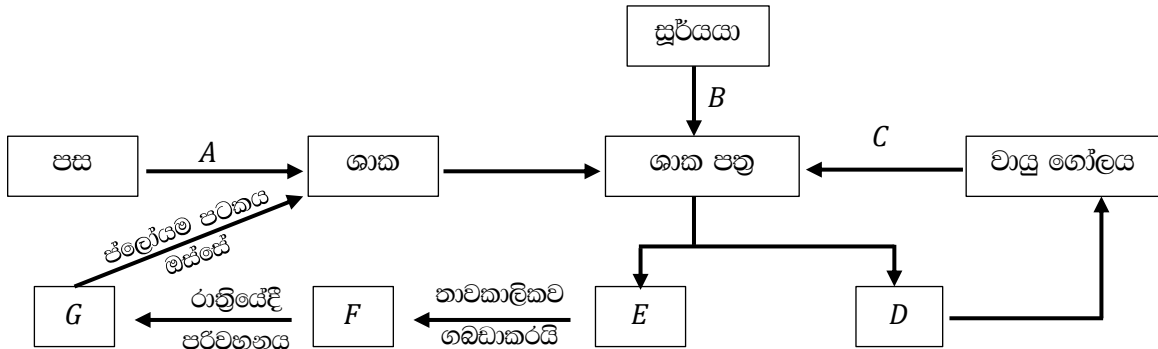 සූර්යයා
B
පස
A
ශාක
ශාක පත්‍ර
C
වායු ගෝලය
ප්ලෝයම පටකය
ඔස්සේ
G
රාත්‍රියේදී
පරිවහනය
F
තාවකාලිකව
ගබඩාකරයි
E
D